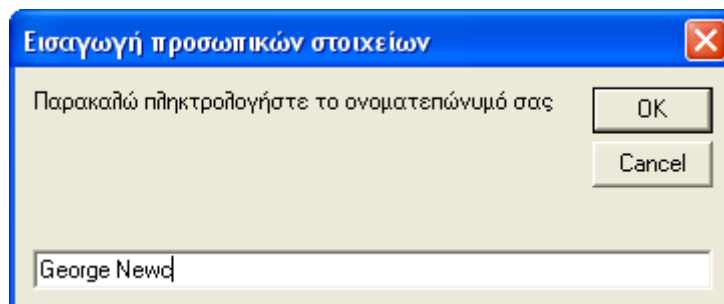 Εισαγωγή προσωπικών στοιχείων
Παρακαλώ πληκτρολογήστε το ονοματεπώνυμό σας
OK
Cancel
George Newc